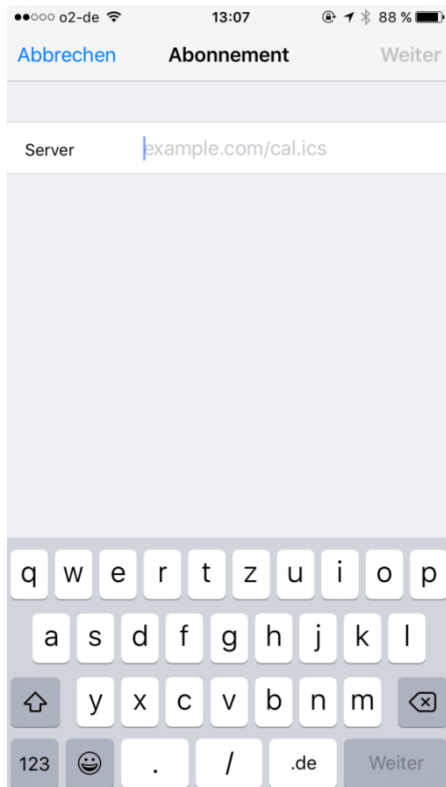 o2-de 13:07 88 %
Abbrechen Abonnement Weiter
Server example.com/cal.ics
q w e r t z u i o p
a s d f g h j k l
y x c v b n m
123 . / .de Weiter